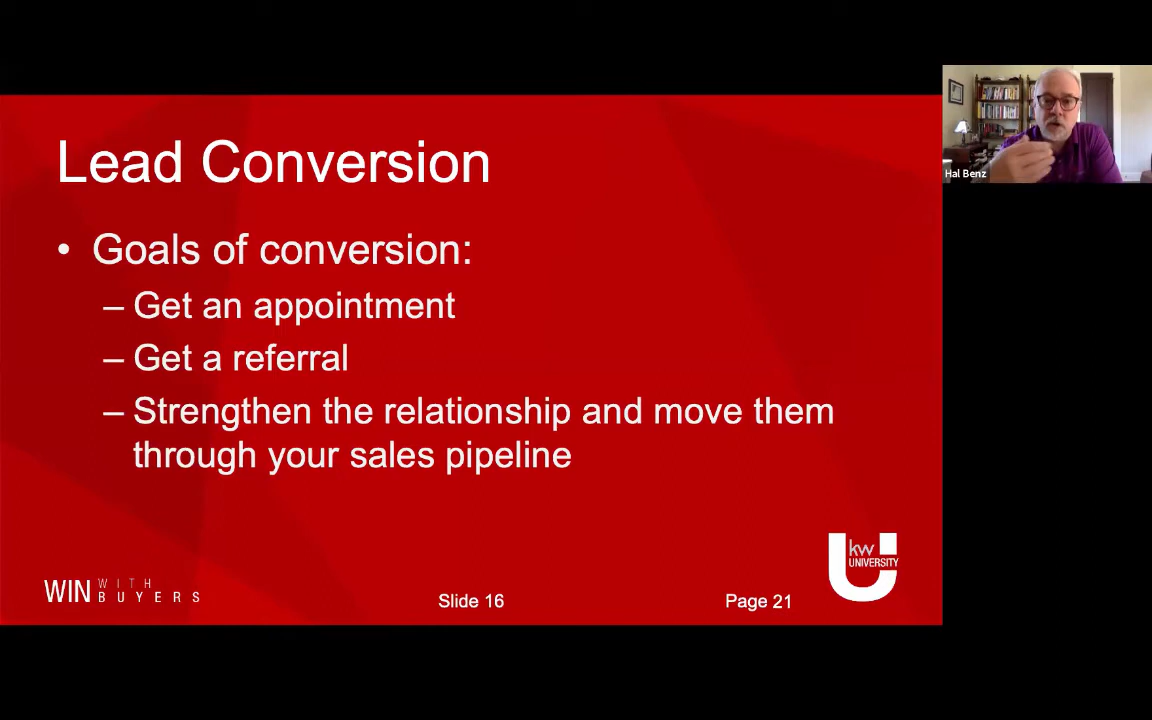 Lead Conversion
• Goals of conversion:
– Get an appointment
– Get a referral
– Strengthen the relationship and move them
through your sales pipeline
WIN WITH BUYERS
Slide 16
Page 21
kw
UNIVERSITY
Hal Benz